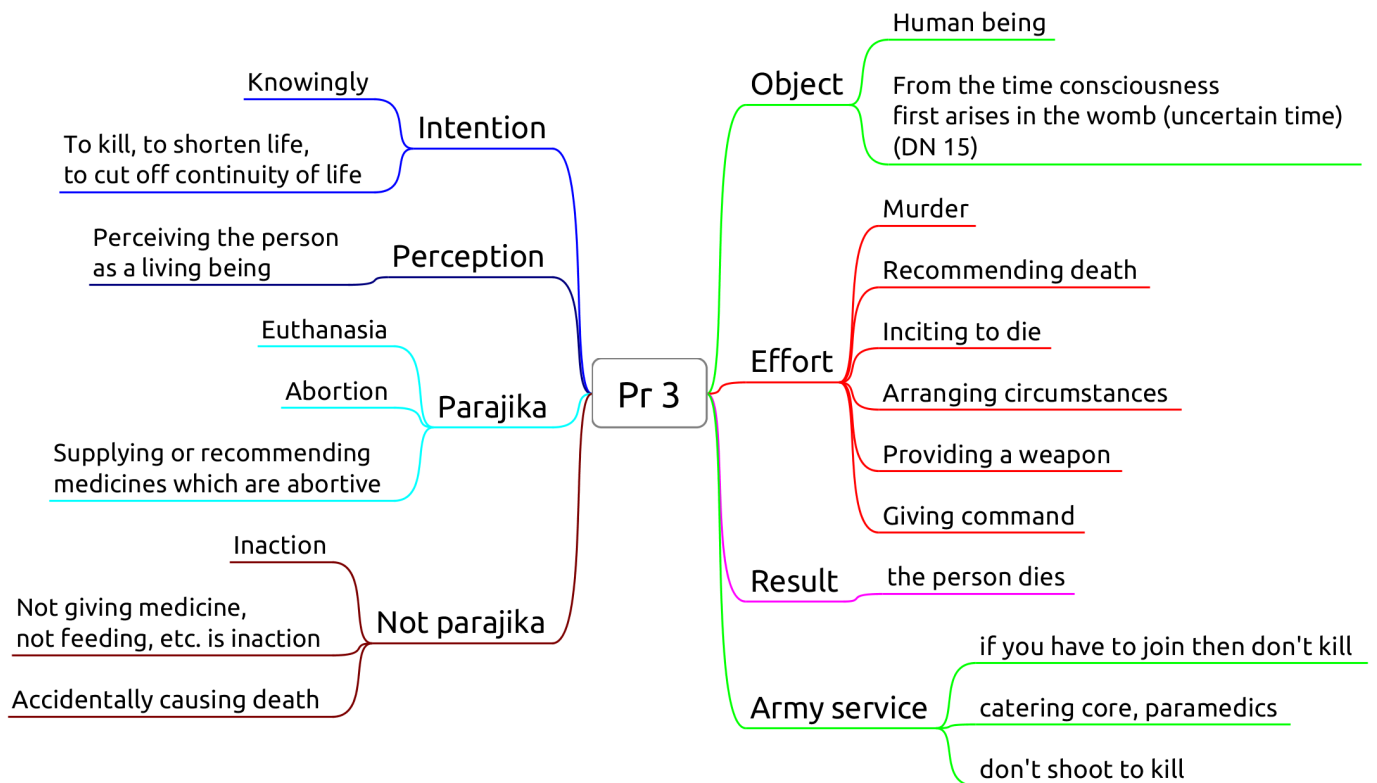 Pr 3
Intention
Knowingly
To kill, to shorten life,
to cut off continuity of life
Perception
Perceiving the person
as a living being
Parajika
Euthanasia
Abortion
Supplying or recommending
medicines which are abortive
Not parajika
Inaction
Not giving medicine,
not feeding, etc. is inaction
Accidentally causing death
Object
Human being
From the time consciousness
first arises in the womb (uncertain time)
(DN 15)
Effort
Murder
Recommending death
Inciting to die
Arranging circumstances
Providing a weapon
Giving command
Result
the person dies
Army service
if you have to join then don't kill
catering core, paramedics
don't shoot to kill